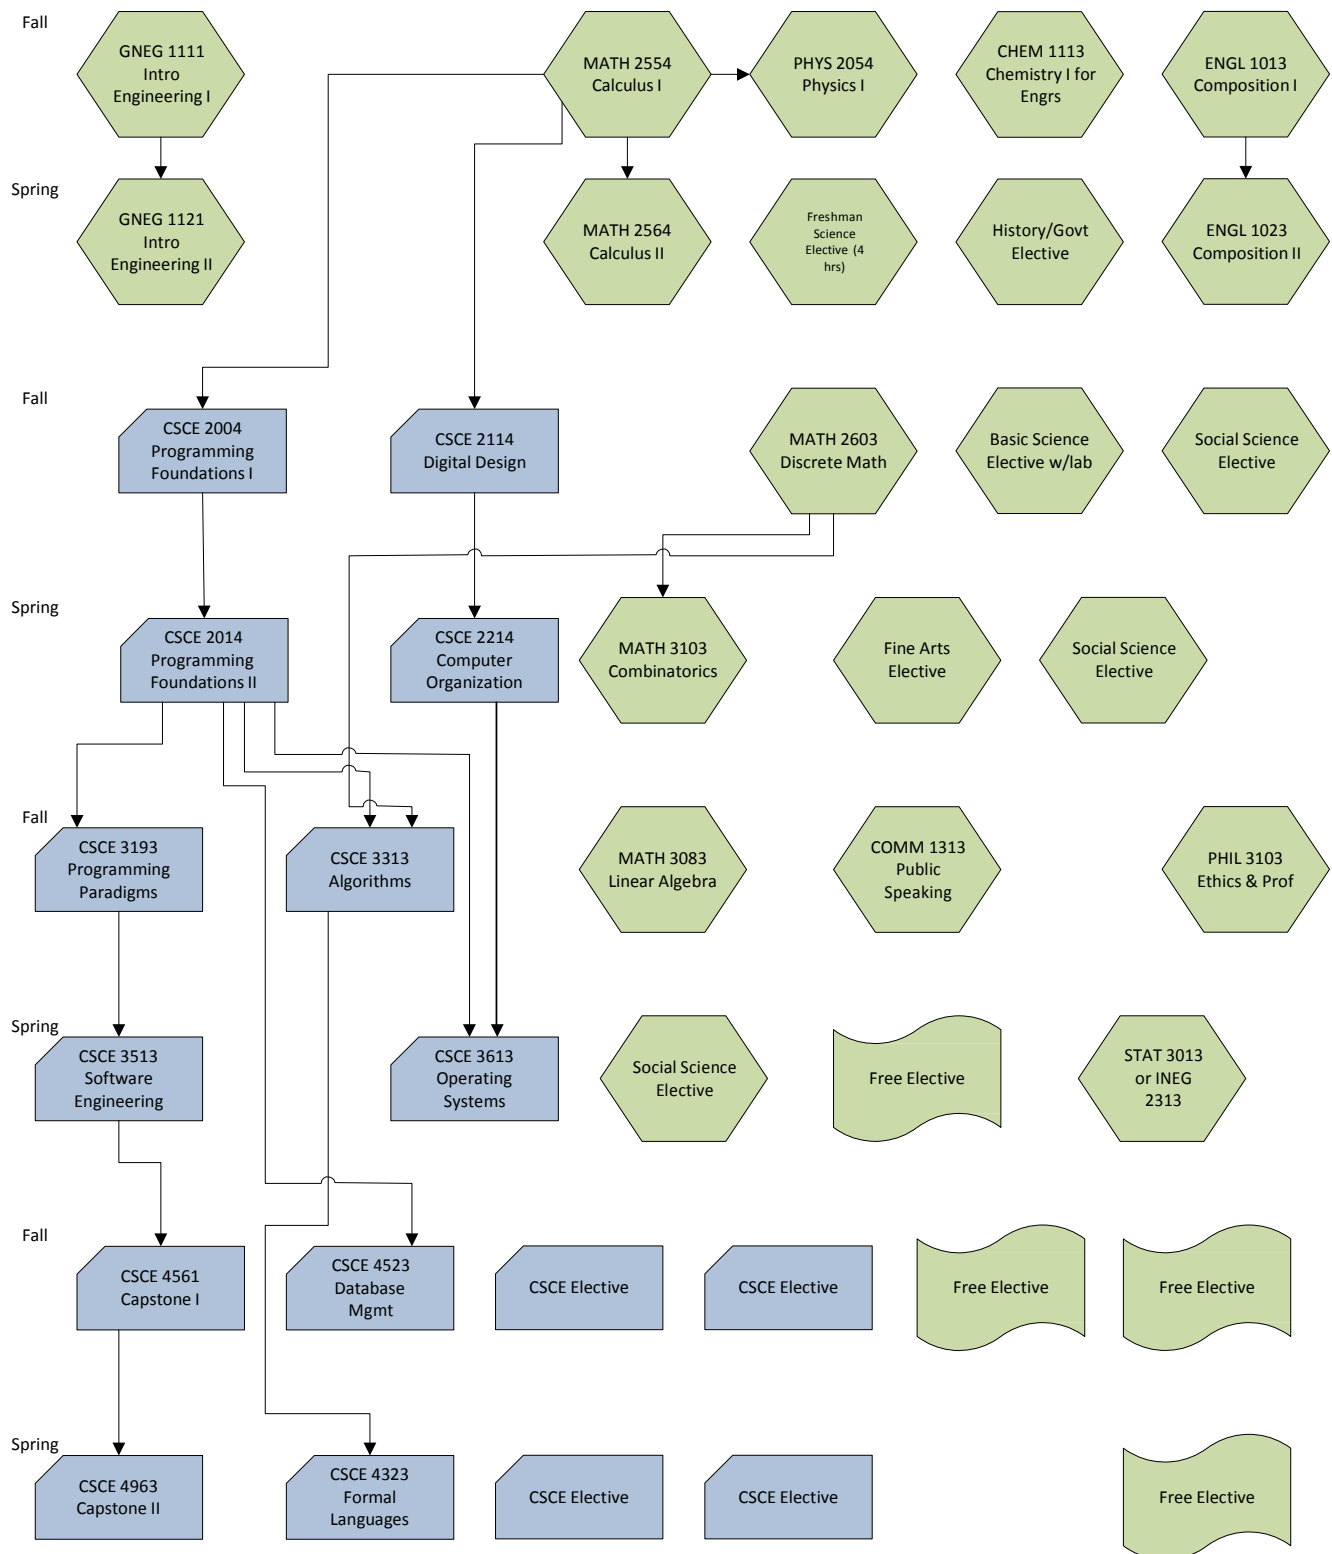 Fall
GNEG 1111
Intro
Engineering I
MATH 2554
Calculus I
PHYS 2054
Physics I
CHEM 1113
Chemistry I for
Engrs
ENGL 1013
Composition I
Spring
GNEG 1121
Intro
Engineering II
MATH 2564
Calculus II
Freshman
Science
Elective (4
hrs)
History/Govt
Elective
ENGL 1023
Composition II
Fall
CSCE 2004
Programming
Foundations I
CSCE 2114
Digital Design
MATH 2603
Discrete Math
Basic Science
Elective w/lab
Social Science
Elective
Spring
CSCE 2014
Programming
Foundations II
CSCE 2214
Computer
Organization
MATH 3103
Combinatorics
Fine Arts
Elective
Social Science
Elective
Fall
CSCE 3193
Programming
Paradigms
CSCE 3313
Algorithms
MATH 3083
Linear Algebra
COMM 1313
Public
Speaking
PHIL 3103
Ethics & Prof
Spring
CSCE 3513
Software
Engineering
CSCE 3613
Operating
Systems
Social Science
Elective
Free Elective
STAT 3013
or INEG
2313
Fall
CSCE 4561
Capstone I
CSCE 4523
Database
Mgmt
CSCE Elective
CSCE Elective
Free Elective
Free Elective
Spring
CSCE 4963
Capstone II
CSCE 4323
Formal
Languages
CSCE Elective
CSCE Elective
Free Elective